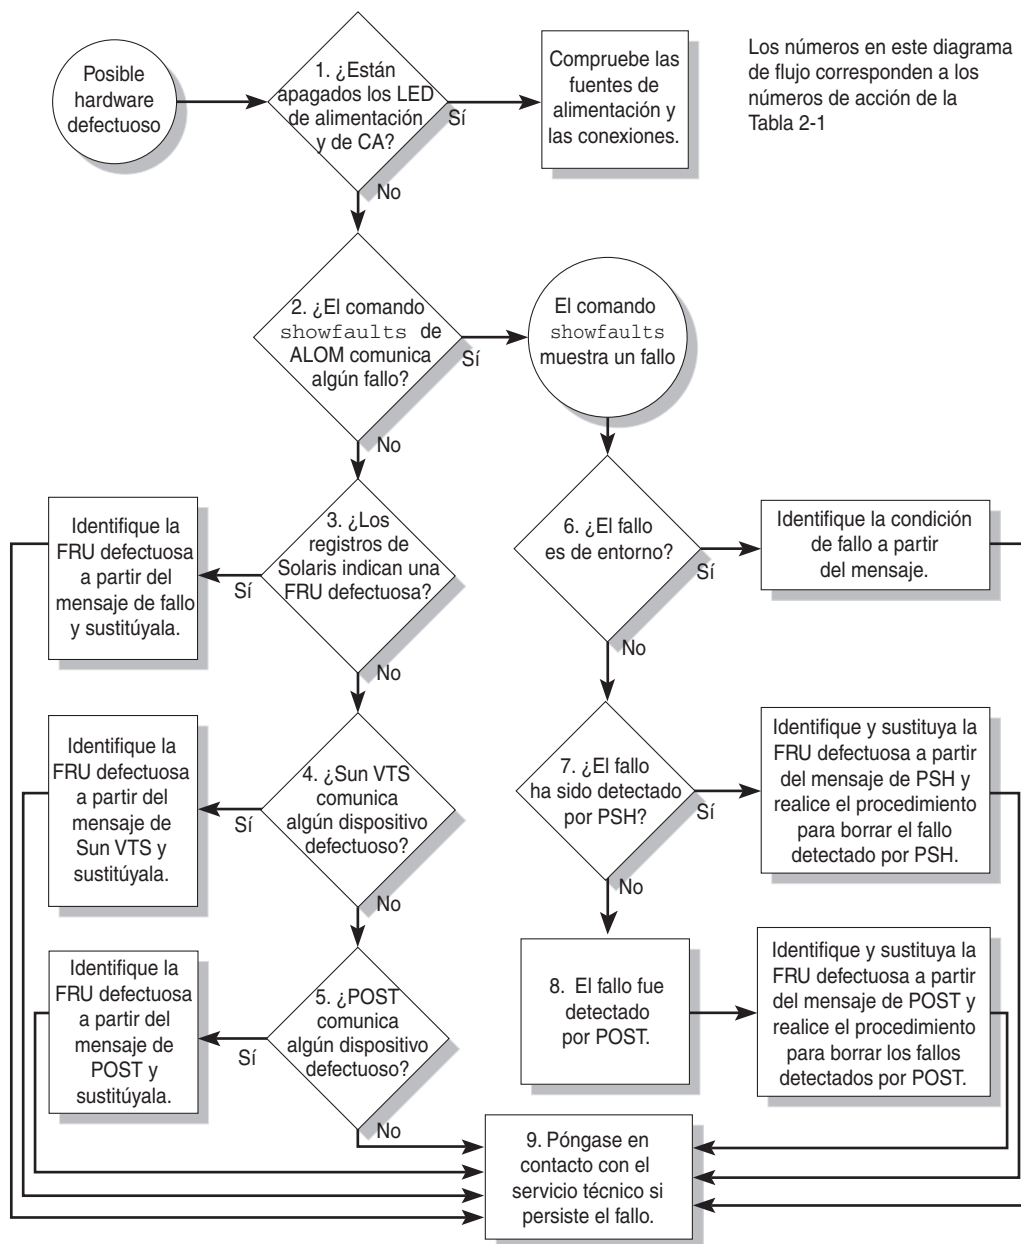 Posible
hardware
defectuoso
1. ¿Están
apagados los LED
de alimentación
y de CA?
Sí
No
Compruebe las
fuentes de
alimentación y
las conexiones.
Los números en este diagrama
de flujo corresponden a los
números de acción de la
Tabla 2-1
2. ¿El comando
showfaults de
ALOM comunica
algún fallo?
Sí
No
El comando
showfaults
muestra un fallo
3. ¿Los
registros de
Solaris indican una
FRU defectuosa?
Sí
No
Identifique la
FRU defectuosa
a partir del
mensaje de fallo
y sustitúyala.
6. ¿El fallo
es de entorno?
Sí
No
Identifique la condición
de fallo a partir
del mensaje.
4. ¿Sun VTS
comunica
algún dispositivo
defectuoso?
Sí
No
Identifique la
FRU defectuosa
a partir del
mensaje de
Sun VTS y
sustitúyala.
7. ¿El fallo
ha sido detectado
por PSH?
Sí
No
Identifique y sustituya la
FRU defectuosa a partir
del mensaje de PSH y
realice el procedimiento
para borrar el fallo
detectado por PSH.
5. ¿POST
comunica
algún dispositivo
defectuoso?
Sí
No
Identifique la
FRU defectuosa
a partir del
mensaje de
POST y
sustitúyala.
8. El fallo fue
detectado
por POST.
Identifique y sustituya la
FRU defectuosa a partir
del mensaje de POST y
realice el procedimiento
para borrar los fallos
detectados por POST.
9. Póngase en
contacto con el
servicio técnico si
persiste el fallo.